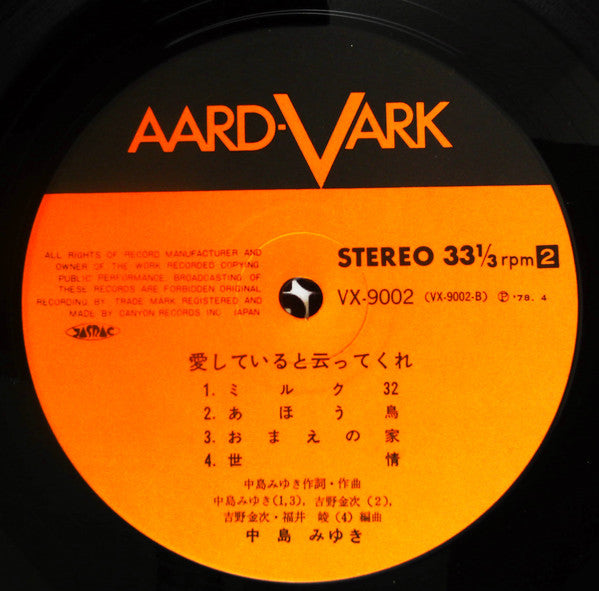 AARD-VARK
ALL RIGHTS OF RECORD MANUFACTURER AND
OWNER OF THE WORK RECORDED COPYING
PUBLIC PERFORMANCE BROADCASTING OF
THESE RECORDS ARE FORBIDDEN ORIGINAL
RECORDING BY. TRADE MARK REGISTERED AND
MADE BY CANYON RECORDS INC. JAPAN
JASRAC
STEREO 33⅓ rpm 2
VX-9002 (VX-9002-B) Ⓟ '78. 4
愛していると云ってくれ
1. ミルク 32
2. あほう鳥
3. おまえの家
4. 世情
中島みゆき作詞・作曲
中島みゆき(1,3), 吉野金次(2),
吉野金次・福井 崚(4)編曲
中島 みゆき